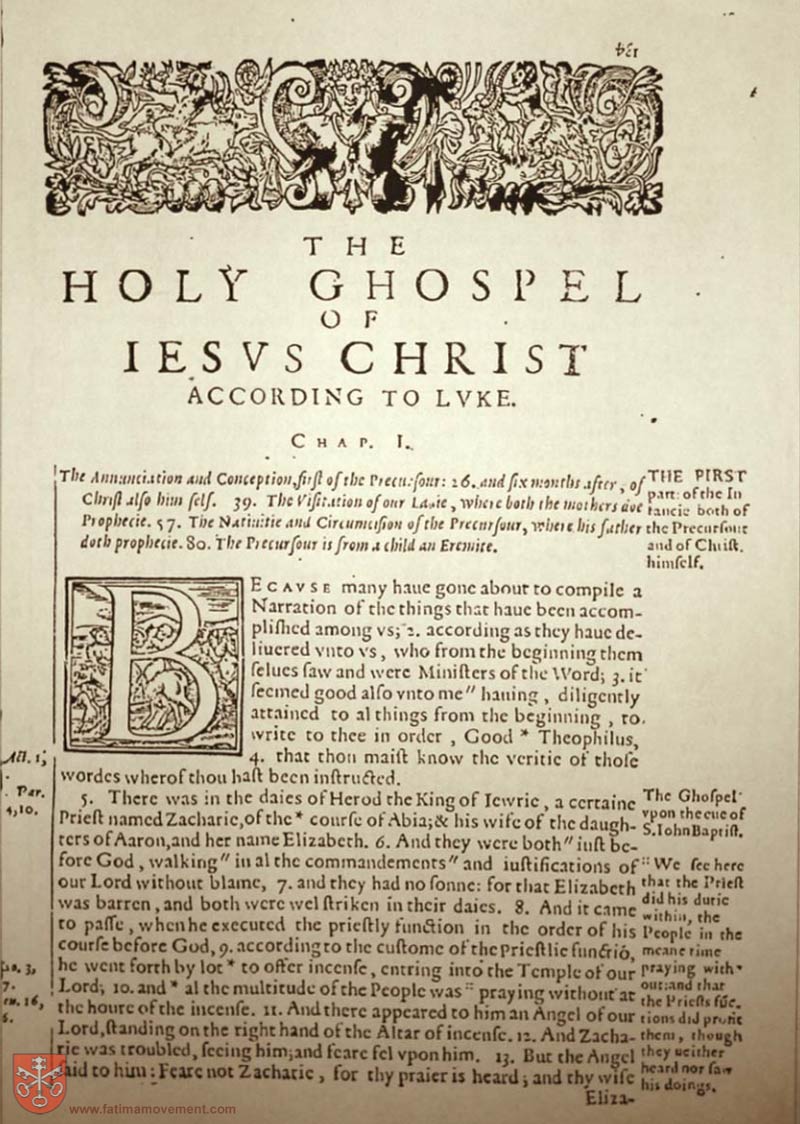 THE
HOLY GHOSPEL
OF
IESVS CHRIST
ACCORDING TO LVKE.
CHAP. I.
The Annunciation and Conception, first of the Precursour: 26. and six months after, of
Christ also him self. 39. The Visitation of our Ladie, where both the mothers doe
Prophecie. 57. The Natiuitie and Circumcision of the Precursour, where his father
doth prophecie. 80. The Precursour is from a child an Eremite.
THE FIRST
part: of the In
fancie both of
the Precursour
and of Christ.
himself.
BECAVSE many haue gone about to compile a
Narration of the things that haue been accom-
plished among vs; 2. according as they haue de-
liuered vnto vs, who from the beginning them
selues saw and were Ministers of the Word; 3. it
seemed good also vnto me" hauing, diligently
attained to al things from the beginning, to
write to thee in order, Good * Theophilus,
4. that thou maist know the veritie of those
wordes wherof thou hast been instructed.
Act. 1,
5. There was in the daies of Herod the King of Iewrie, a certaine
Priest named Zacharie, of the * course of Abia; & his wife of the daugh-
ters of Aaron, and her name Elizabeth. 6. And they were both" iust be-
fore God, walking" in al the commandements" and iustifications of
our Lord without blame, 7. and they had no sonne: for that Elizabeth
was barren, and both were wel striken in their daies. 8. And it came
to passe, when he executed the priestly function in the order of his
course before God, 9. according to the custome of the Priestlie functiõ,
he went forth by lot * to offer incense, entring into the Temple of our
Lord; 10. and * al the multitude of the People was :: praying without at
the houre of the incense. 11. And there appeared to him an Angel of our
Lord, standing on the right hand of the Altar of incense. 12. And Zacha-
rie was troubled, seeing him; and feare fel vpon him. 13. But the Angel
said to him: Feare not Zacharie, for thy praier is heard; and thy wife
Eliza-
Par.
4,10.
The Ghospel
vpon the eue of
S. Iohn Baptist.
:: We see here
that the Priest
did his dutie
within, the
People in the
meane time
praying with-
out: and that
the Priests fũc-
tions did profit
them, though
they neither
heard nor saw
his doings.
3,
7.
16,
www.fatimamovement.com